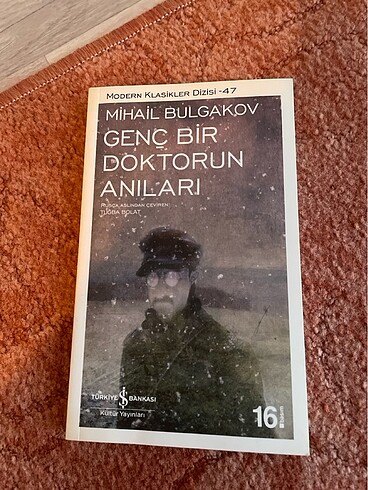 MODERN KLASİKLER DİZİSİ -47
MİHAİL BULGAKOV
GENÇ BİR
DOKTORUN
ANILARI
RUSÇA ASLINDAN ÇEVİREN:
TUĞBA BOLAT
TÜRKİYE İŞ BANKASI
Kültür Yayınları
16.
Basım